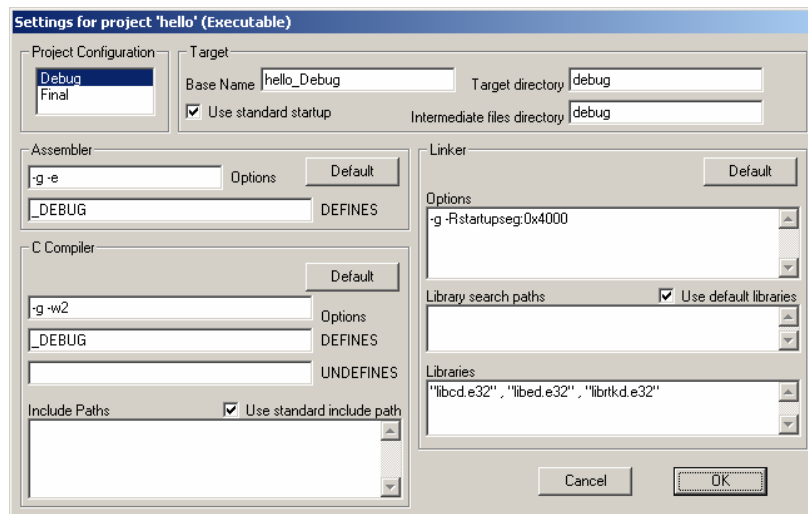 Settings for project 'hello' (Executable)
Project Configuration
Debug
Final
Target
Base Name hello_Debug
Use standard startup
Target directory debug
Intermediate files directory debug
Assembler
-g -e Options Default
_DEBUG DEFINES
C Compiler
Default
-g -w2 Options
_DEBUG DEFINES
UNDEFINES
Include Paths Use standard include path
Linker
Default
Options
-g -Rstartupseg:0x4000
Library search paths Use default libraries
Libraries
"libcd.e32" , "libed.e32" , "librtkd.e32"
Cancel OK